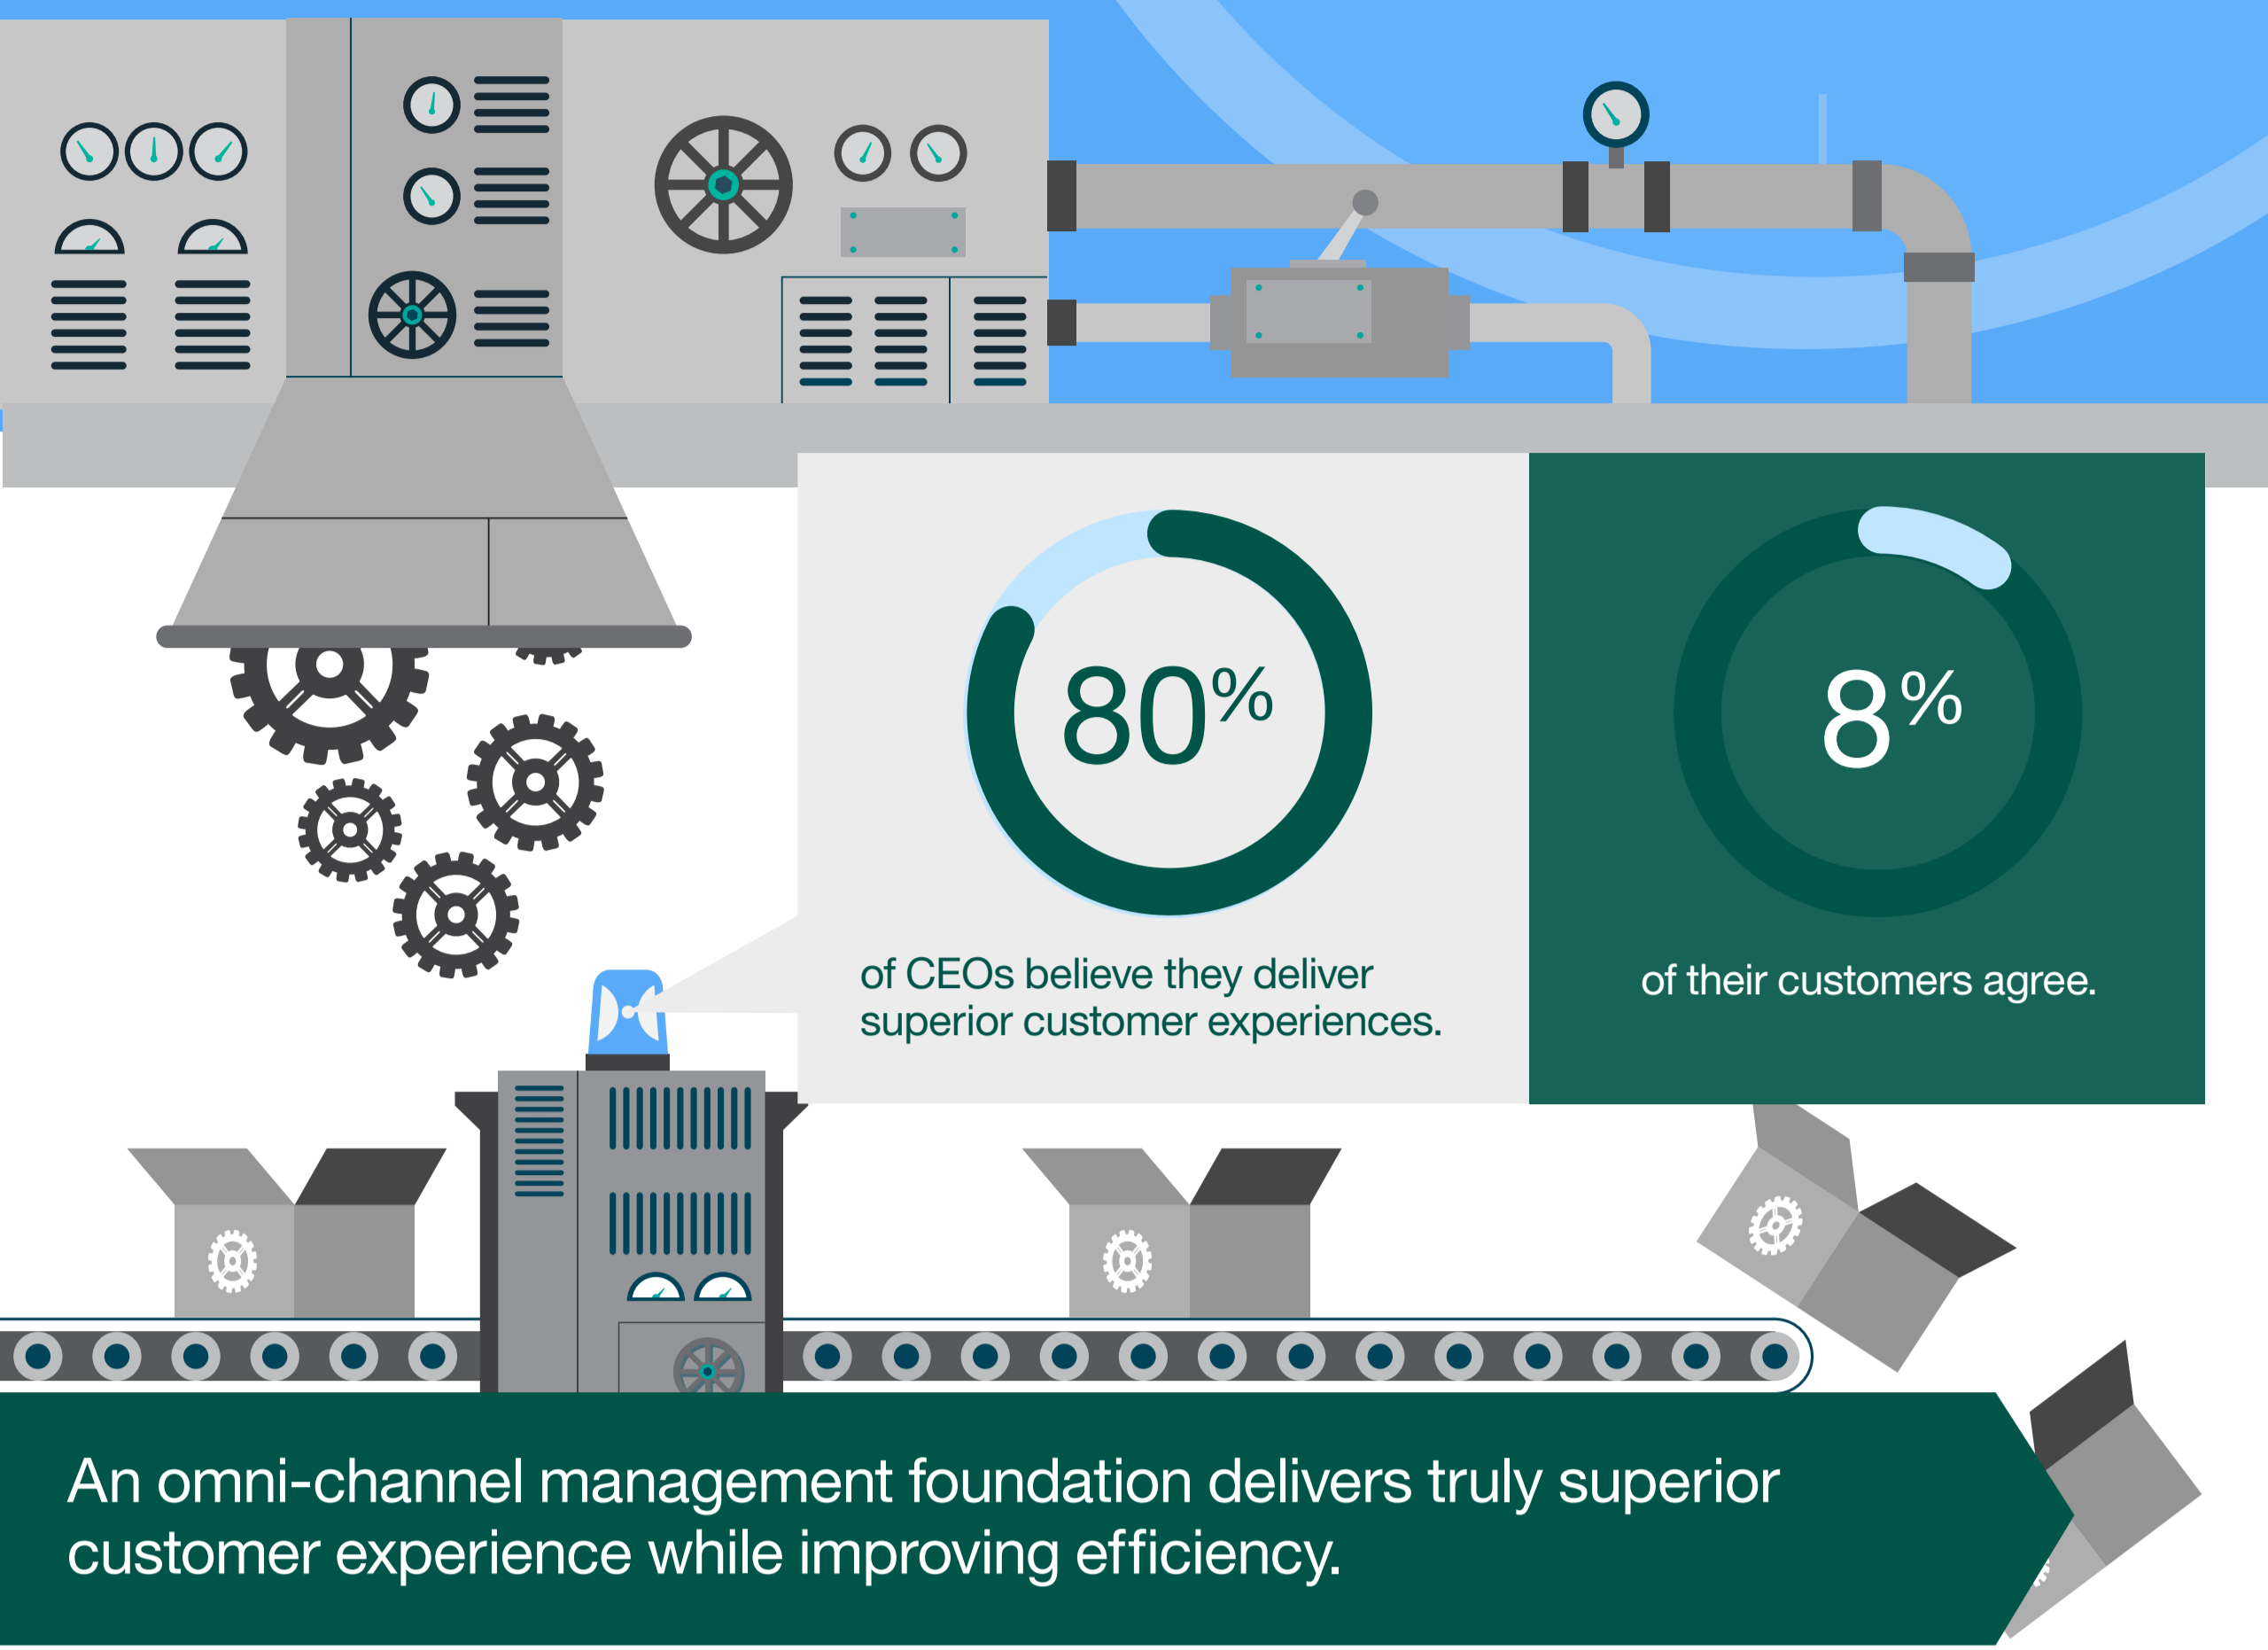 80%
of CEOs believe they deliver
superior customer experiences.
8%
of their customers agree.
An omni-channel management foundation delivers truly superior
customer experience while improving efficiency.